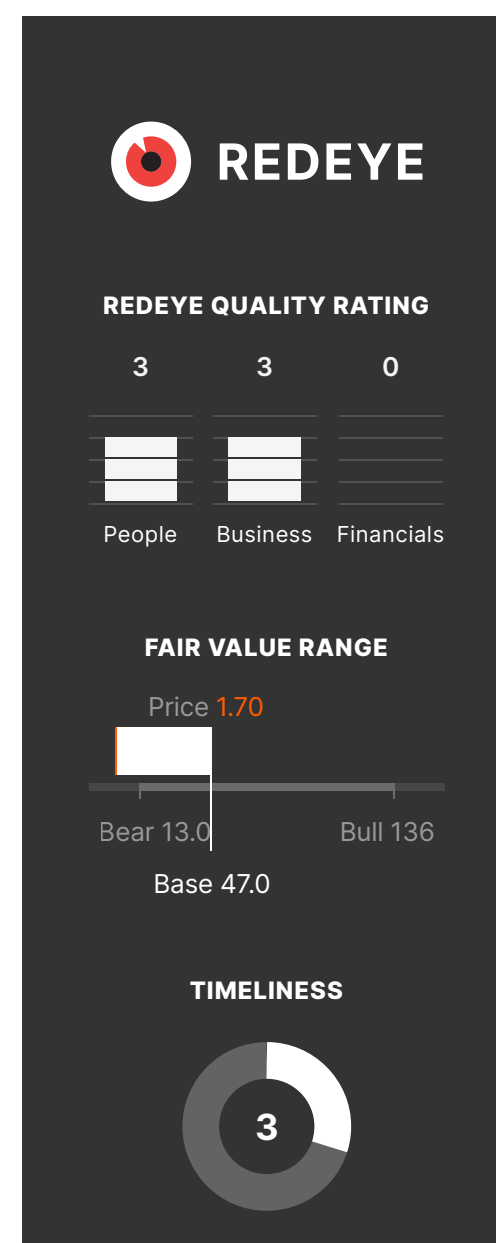 REDEYE
REDEYE QUALITY RATING
3 3 0
People Business Financials
FAIR VALUE RANGE
Price 1.70
Bear 13.0 Bull 136
Base 47.0
TIMELINESS
3